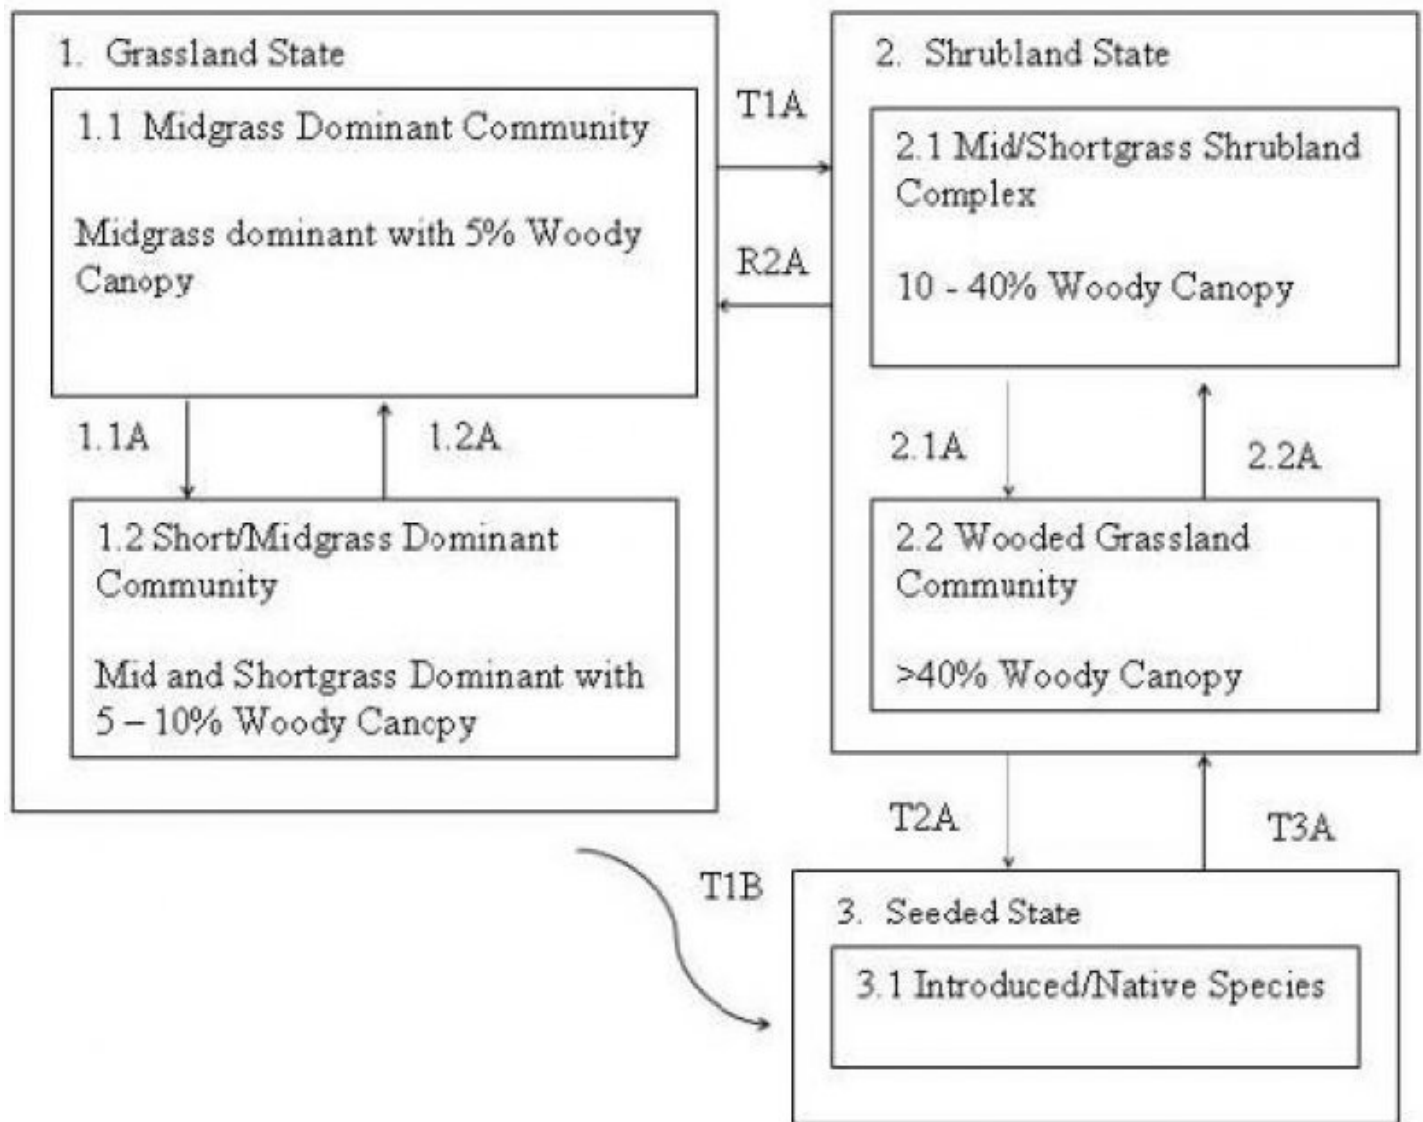 1. Grassland State
1.1 Midgrass Dominant Community
Midgrass dominant with 5% Woody
Canopy
1.1A
1.2A
1.2 Short/Midgrass Dominant
Community
Mid and Shortgrass Dominant with
5 – 10% Woody Canopy
T1A
R2A
2. Shrubland State
2.1 Mid/Shortgrass Shrubland
Complex
10 - 40% Woody Canopy
2.1A
2.2A
2.2 Wooded Grassland
Community
>40% Woody Canopy
T2A
T3A
T1B
3. Seeded State
3.1 Introduced/Native Species